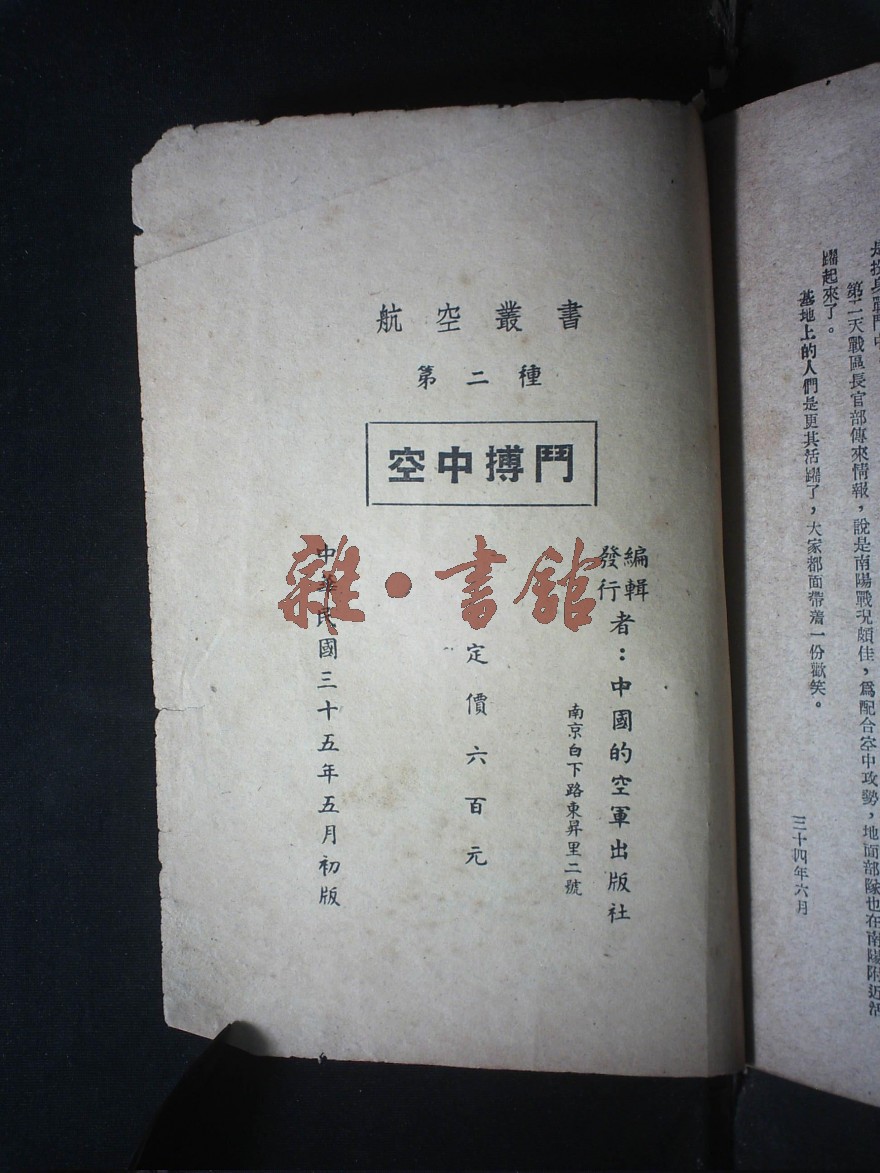 航空叢書
第二種
空中搏鬥
編輯
發行
者：中國的空軍出版社
南京白下路東昇里二號
定價六百元
中華民國三十五年五月初版
雜·書館
第二天戰區長官部傳來情報，說是南陽戰況頗佳，爲配合空中攻勢，地面部隊也在南陽附近活
躍起來了。
基地上的人們是更其活躍了，大家都面帶着一份歡笑。
三十四年六月